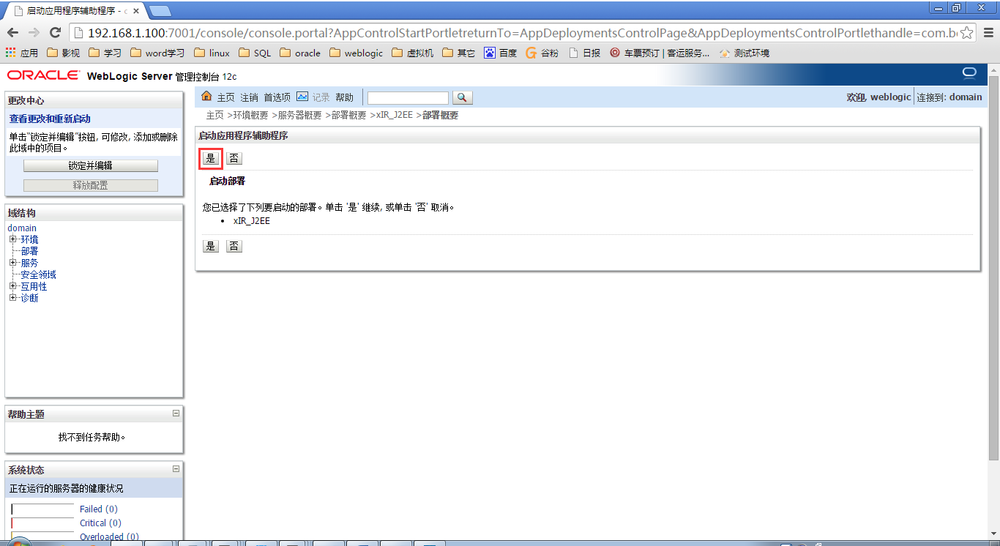 启动应用程序辅助程序 - c
192.168.1.100:7001/console/console.portal?AppControlStartPortletreturnTo=AppDeploymentsControlPage&AppDeploymentsControlPortlethandle=com.b
应用 影视 学习 word学习 linux SQL oracle weblogic 虚拟机 其它 百度 谷粉 日报 车票预订 | 客运服务... 测试环境
ORACLE WebLogic Server 管理控制台 12c
更改中心
查看更改和重新启动
单击“锁定并编辑”按钮, 可修改, 添加或删除
此域中的项目。
锁定并编辑
释放配置
域结构
domain
环境
部署
服务
安全领域
互用性
诊断
帮助主题
找不到任务帮助。
系统状态
正在运行的服务器的健康状况
Failed (0)
Critical (0)
Overloaded (0)
主页 注销 首选项 记录 帮助
欢迎, weblogic 连接到: domain
主页 >环境概要 >服务器概要 >部署概要 >xIR_J2EE >部署概要
启动应用程序辅助程序
是 否
启动部署
您已选择了下列要启动的部署。单击 '是' 继续, 或单击 '否' 取消。
• xIR_J2EE
是 否